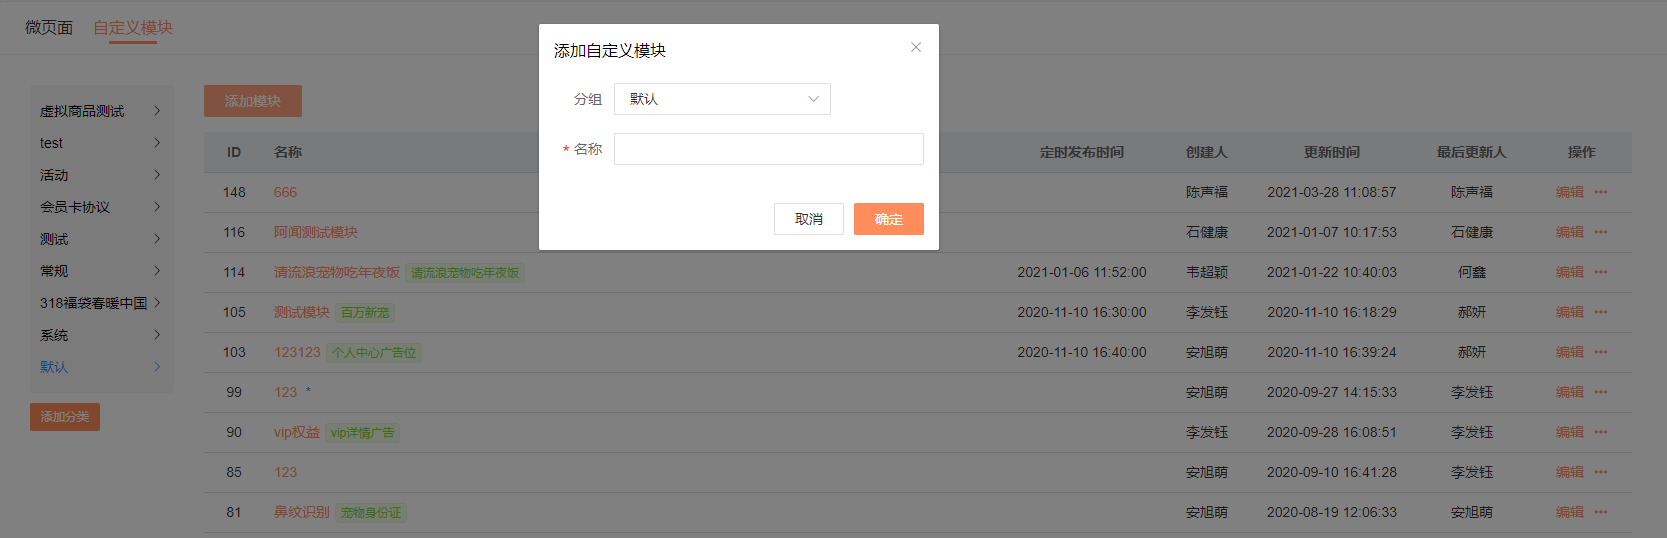 微页面 自定义模块
添加自定义模块
分组 默认
* 名称
取消 确定
虚拟商品测试
test
活动
会员卡协议
测试
常规
318福袋春暖中国
系统
默认
添加分类
添加模块
ID 名称 定时发布时间 创建人 更新时间 最后更新人 操作
148 666 陈声福 2021-03-28 11:08:57 陈声福 编辑 •••
116 阿闻测试模块 石健康 2021-01-07 10:17:53 石健康 编辑 •••
114 请流浪宠物吃年夜饭 请流浪宠物吃年夜饭 2021-01-06 11:52:00 韦超颖 2021-01-22 10:40:03 何鑫 编辑 •••
105 测试模块 百万新宠 2020-11-10 16:30:00 李发钰 2020-11-10 16:18:29 郝妍 编辑 •••
103 123123 个人中心广告位 2020-11-10 16:40:00 安旭萌 2020-11-10 16:39:24 郝妍 编辑 •••
99 123 * 安旭萌 2020-09-27 14:15:33 李发钰 编辑 •••
90 vip权益 vip详情广告 李发钰 2020-09-28 16:08:51 李发钰 编辑 •••
85 123 安旭萌 2020-09-10 16:41:28 李发钰 编辑 •••
81 鼻纹识别 宠物身份证 安旭萌 2020-08-19 12:06:33 安旭萌 编辑 •••